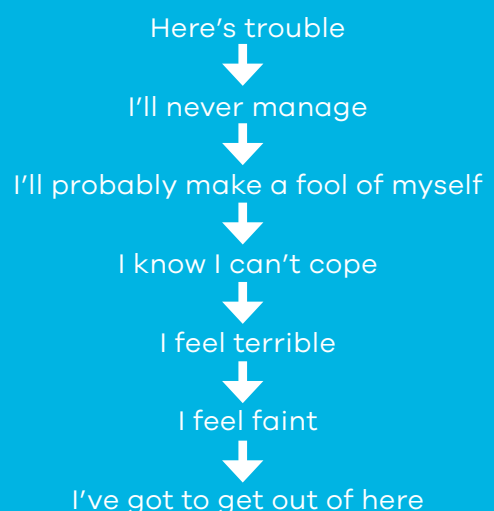 Here’s trouble
I’ll never manage
I’ll probably make a fool of myself
I know I can’t cope
I feel terrible
I feel faint
I’ve got to get out of here